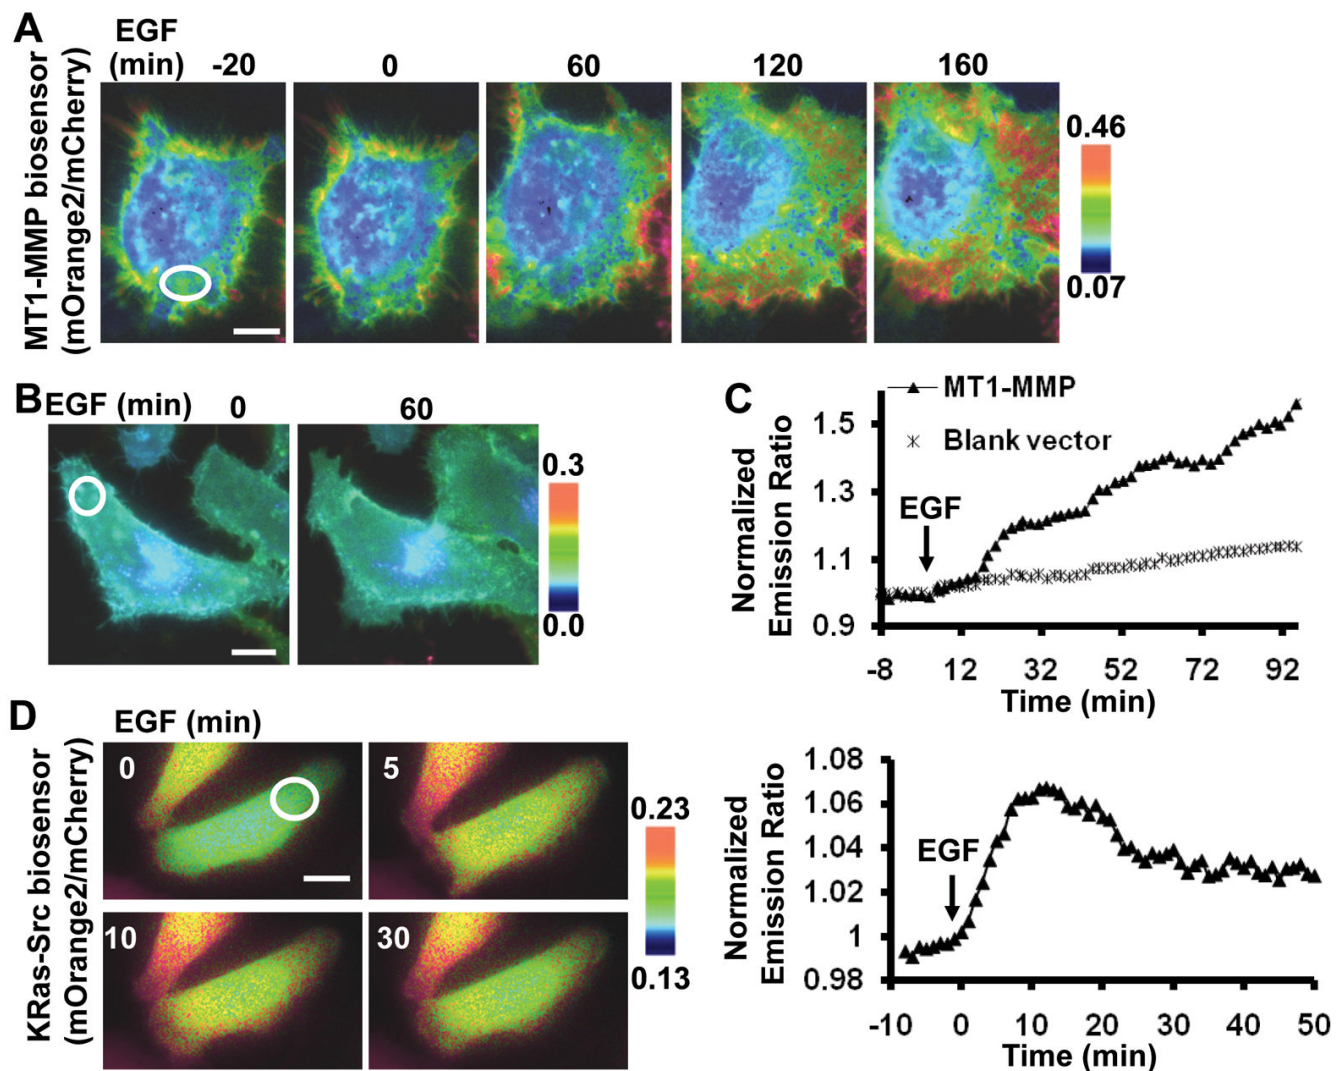 A
EGF
(min) -20 0 60 120 160
MT1-MMP biosensor
(mOrange2/mCherry)
0.46
0.07
B EGF (min) 0 60
0.3
0.0
C
MT1-MMP
Blank vector
EGF
Normalized
Emission Ratio
1.5
1.3
1.1
0.9
-8 12 32 52 72 92
Time (min)
D EGF (min)
KRas-Src biosensor
(mOrange2/mCherry)
0 5
10 30
0.23
0.13
Normalized
Emission Ratio
1.08
1.06
1.04
1.02
1
0.98
EGF
-10 0 10 20 30 40 50
Time (min)